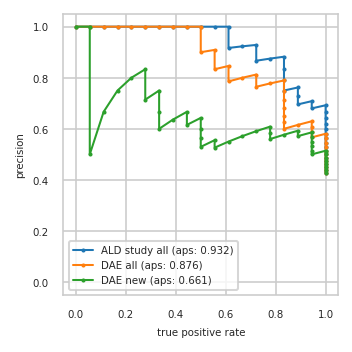 1.0
0.8
0.6
0.4
0.2
0.0
precision
ALD study all (aps: 0.932)
DAE all (aps: 0.876)
DAE new (aps: 0.661)
0.0 0.2 0.4 0.6 0.8 1.0
true positive rate